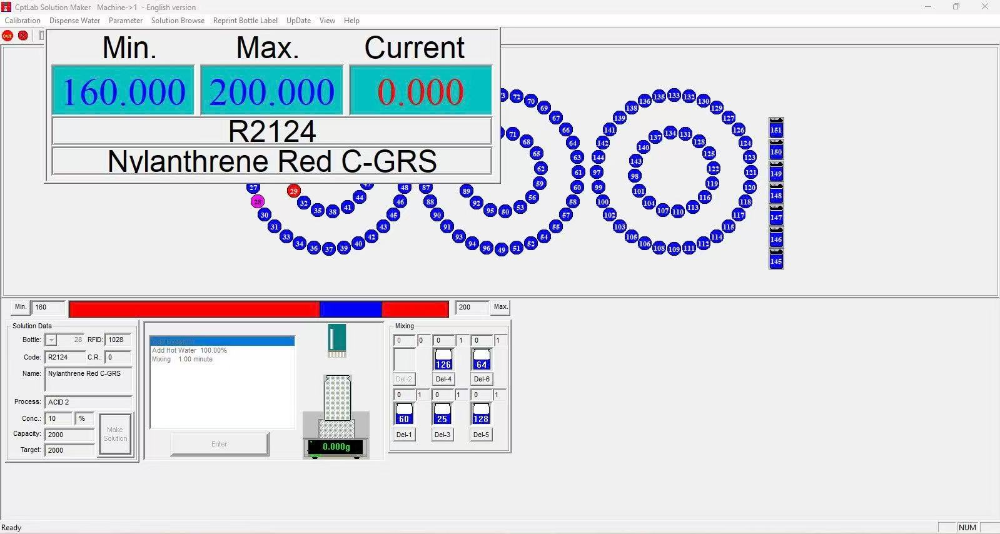 CptLab Solution Maker   Machine->1  - English version
Calibration   Dispense Water   Parameter   Solution Browse   Reprint Bottle Label   UpDate   View   Help
Quit
Min.   Max.   Current
160.000   200.000   0.000
R2124
Nylanthrene Red C-GRS
73 72 70 69 67 66 64 63 61 60 58 57 55 54 52 51 49 96 94 93 91 90 88 87
71 68 65 62 59 56 53 50 95 92 89
136 135 133 132 130 129 127 126 124 123 121 120 118 117 115 114 112 111 109 108 106 105 103 102 100 99 97 144 142 141 139 138
137 134 131 128 125 122 119 116 113 110 107 104 101 98 143 140
27 28 30 31 33 34 36 37 39 40 42 43 45 46 48
29 32 35 38 41 44 47
151
150
149
148
147
146
145
Min. 160   200 Max.
Solution Data
Bottle: 28 RFID: 1028
Code: R2124 C.R.: 0
Name: Nylanthrene Red C-GRS
Process: ACID 2
Conc.: 10 %
Capacity: 2000
Target: 2000
Make Solution
Add Hot Water  100.00%
Mixing    1.00 minute
Enter
0.000g
Mixing
0 0 0 1 0 1
126 64
Del-2 Del-4 Del-6
0 1 0 1 0 1
60 25 128
Del-1 Del-3 Del-5
Ready   NUM